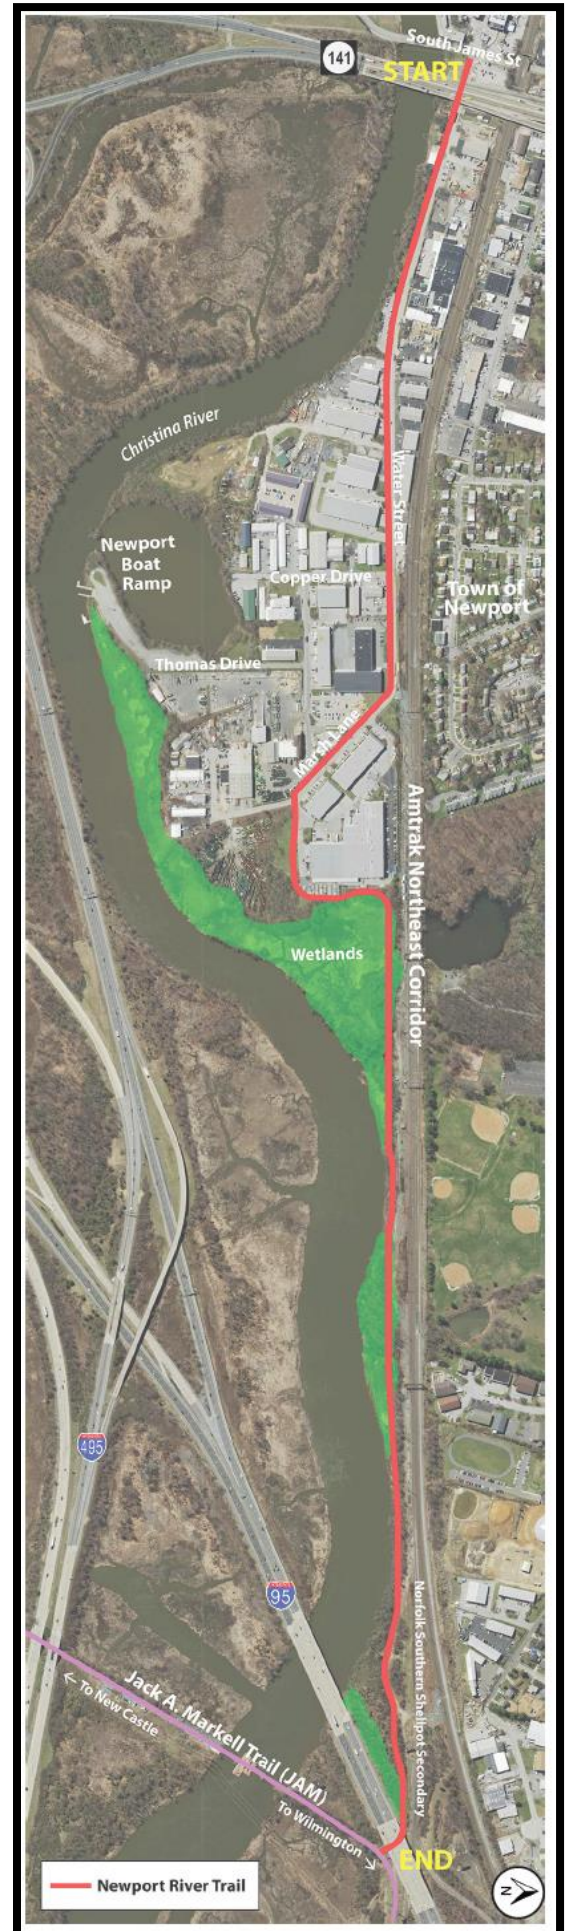 South James St
141
START
Christina River
Water Street
Newport
Boat
Ramp
Copper Drive
Town of
Newport
Thomas Drive
Marsh Lane
Amtrak Northeast Corridor
Wetlands
495
95
Norfolk Southern Shellpot Secondary
Jack A. Markell Trail (JAM)
← To New Castle
To Wilmington →
END
Newport River Trail
N